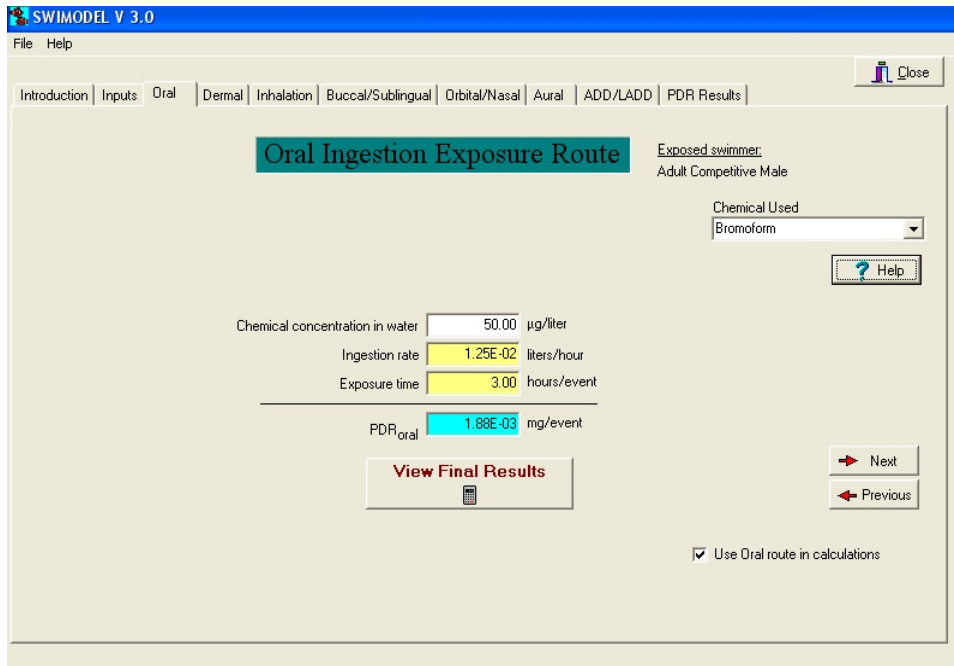 SWIMODEL V 3.0
File Help
Close
Introduction Inputs Oral Dermal Inhalation Buccal/Sublingual Orbital/Nasal Aural ADD/LADD PDR Results
Oral Ingestion Exposure Route
Exposed swimmer:
Adult Competitive Male
Chemical Used
Bromoform
? Help
Chemical concentration in water 50.00 µg/liter
Ingestion rate 1.25E-02 liters/hour
Exposure time 3.00 hours/event
PDRoral 1.88E-03 mg/event
View Final Results
Next
Previous
Use Oral route in calculations